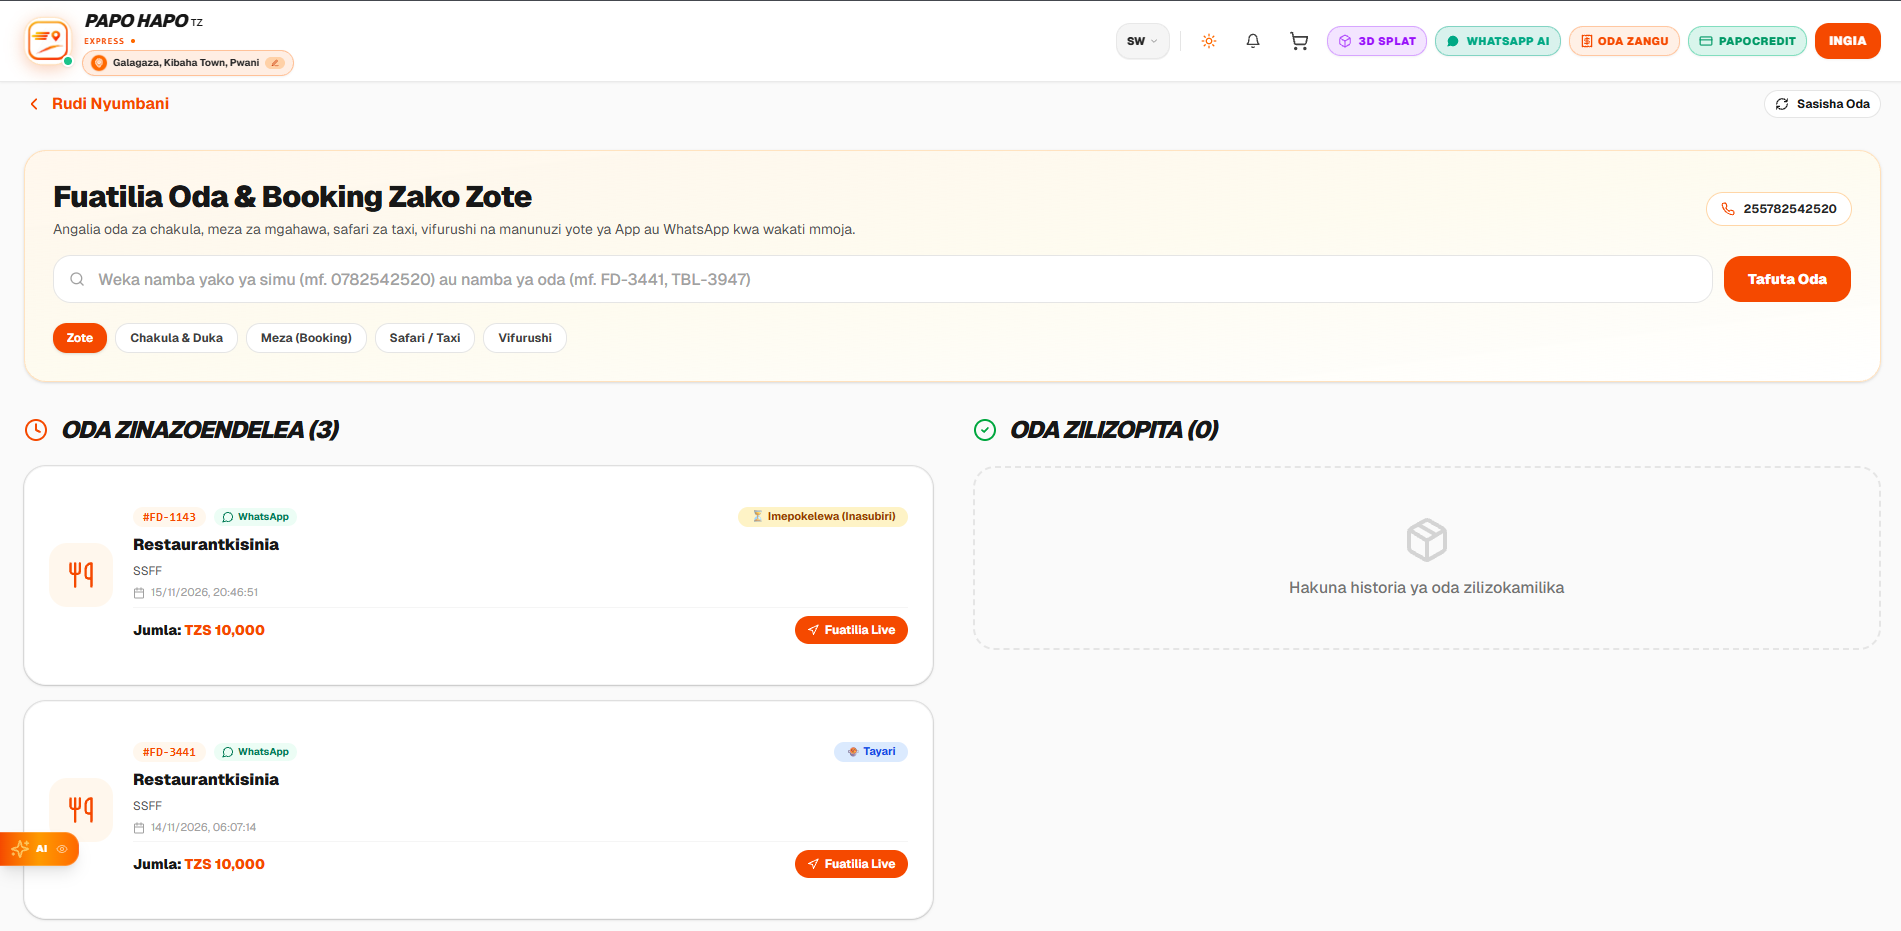 PAPO HAPO TZ
EXPRESS
Galagaza, Kibaha Town, Pwani
SW
3D SPLAT
WHATSAPP AI
ODA ZANGU
PAPOCREDIT
INGIA
Rudi Nyumbani
Sasisha Oda
Fuatilia Oda & Booking Zako Zote
Angalia oda za chakula, meza za mgahawa, safari za taxi, vifurushi na manunuzi yote ya App au WhatsApp kwa wakati mmoja.
255782542520
Weka namba yako ya simu (mf. 0782542520) au namba ya oda (mf. FD-3441, TBL-3947)
Tafuta Oda
Zote
Chakula & Duka
Meza (Booking)
Safari / Taxi
Vifurushi
ODA ZINAZOENDELEA (3)
#FD-1143
WhatsApp
Imepokelewa (Inasubiri)
Restaurantkisinia
SSFF
15/11/2026, 20:46:51
Jumla: TZS 10,000
Fuatilia Live
#FD-3441
WhatsApp
Tayari
Restaurantkisinia
SSFF
14/11/2026, 06:07:14
Jumla: TZS 10,000
Fuatilia Live
AI
ODA ZILIZOPITA (0)
Hakuna historia ya oda zilizokamilika